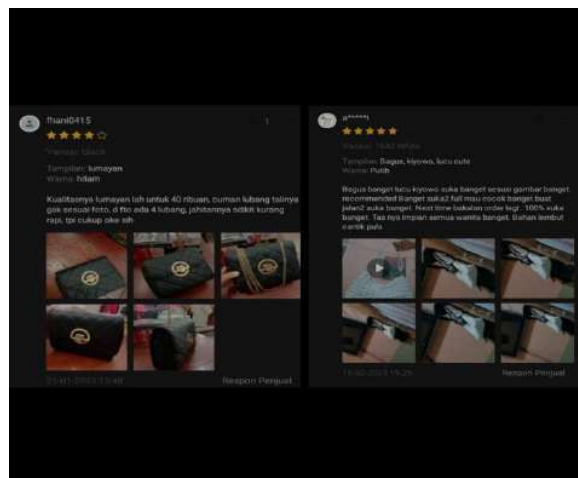 fhani0415
1
Variasi: black
Tampilan: lumayan
Warna: hitam
Kualitasnya lumayan lah untuk 40 ribuan, cuman lubang talinya
gak sesuai foto, d fto ada 4 lubang, jahitannya sdikit kurang
rapi, tpi cukup oke sih
Respon Penjual
n*****i
White
Tampilan: Bagus, kiyowo, lucu cute
Warna: Putih
Bagus banget lucu kiyowo suka banget sesuai gambar banget.
recommended Banget suka2 full mau cocok banget buat
jalan2 suka banget. Next time bakalan order lagi. 100% suka
banget. Tas nya impian semua wanita banget. Bahan lembut
cantik pula
Respon Penjual